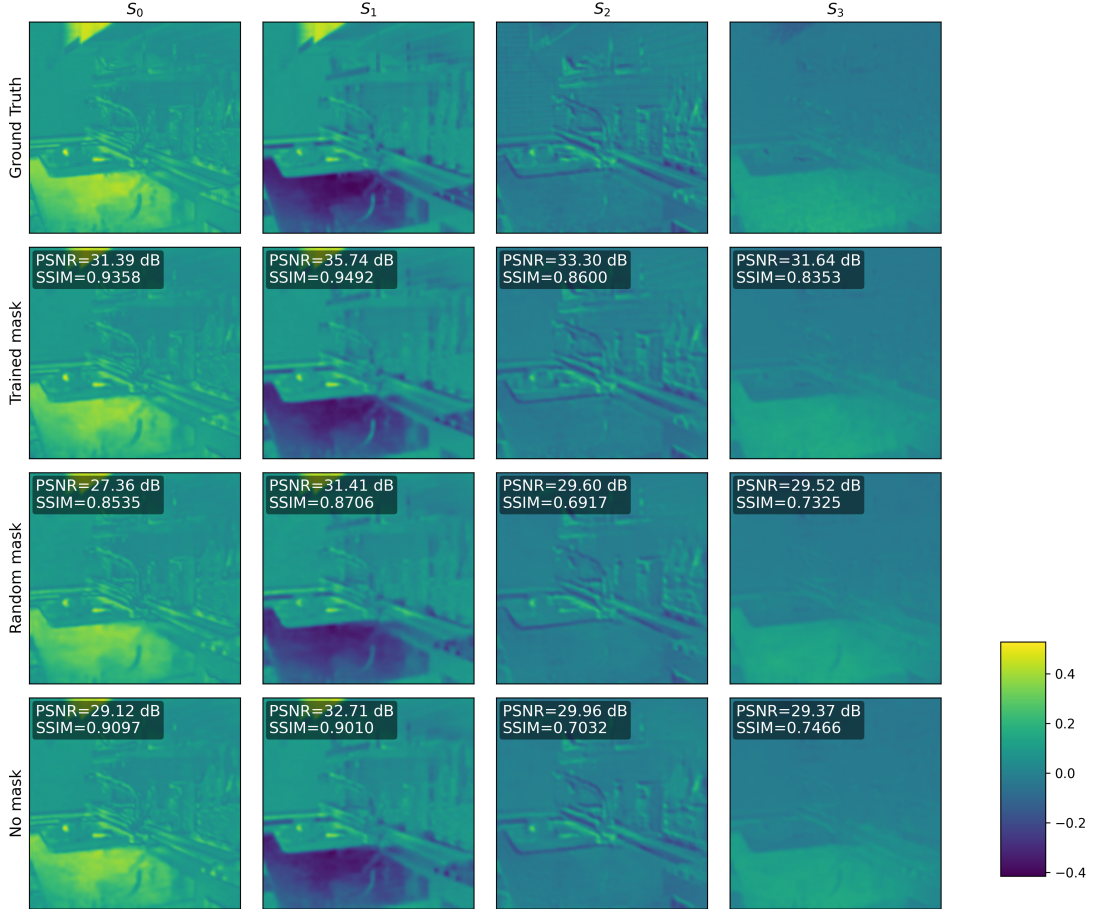 S₀ S₁ S₂ S₃
Ground Truth
Trained mask
PSNR=31.39 dB
SSIM=0.9358
PSNR=35.74 dB
SSIM=0.9492
PSNR=33.30 dB
SSIM=0.8600
PSNR=31.64 dB
SSIM=0.8353
Random mask
PSNR=27.36 dB
SSIM=0.8535
PSNR=31.41 dB
SSIM=0.8706
PSNR=29.60 dB
SSIM=0.6917
PSNR=29.52 dB
SSIM=0.7325
No mask
PSNR=29.12 dB
SSIM=0.9097
PSNR=32.71 dB
SSIM=0.9010
PSNR=29.96 dB
SSIM=0.7032
PSNR=29.37 dB
SSIM=0.7466
0.4
0.2
0.0
−0.2
−0.4